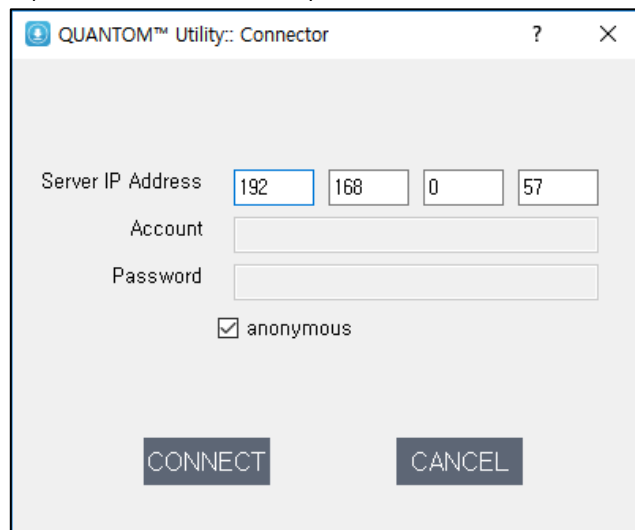 QUANTOM™ Utility:: Connector ?
Server IP Address 192 168 0 57
Account
Password
anonymous
CONNECT CANCEL